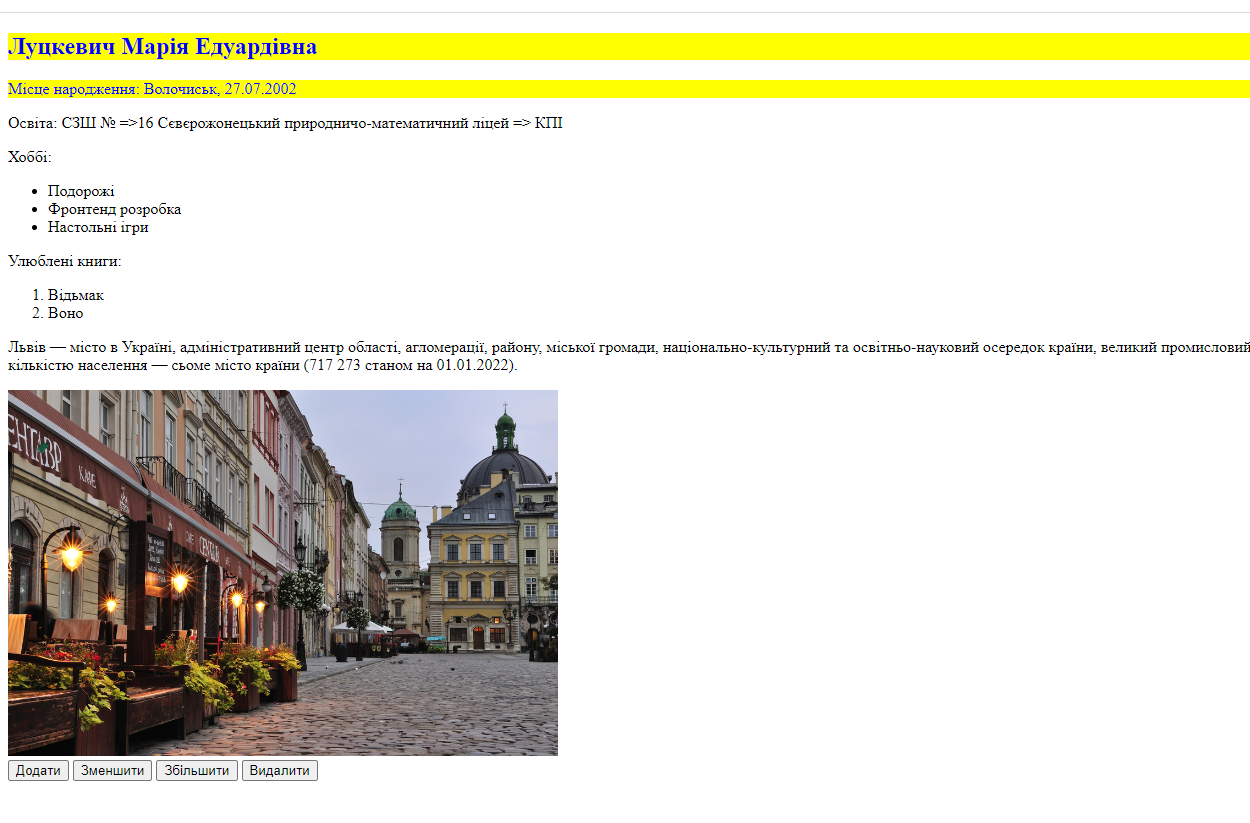 Луцкевич Марія Едуардівна
Місце народження: Волочиськ, 27.07.2002
Освіта: СЗШ № =>16 Сєвєрожонецький природничо-математичний ліцей => КПІ
Хоббі:
• Подорожі
• Фронтенд розробка
• Настольні ігри
Улюблені книги:
1. Відьмак
2. Воно
Львів — місто в Україні, адміністративний центр області, агломерації, району, міської громади, національно-культурний та освітньо-науковий осередок країни, великий промисловий
кількістю населення — сьоме місто країни (717 273 станом на 01.01.2022).
ЕНТАВР
КАФЕ
Додати Зменшити Збільшити Видалити